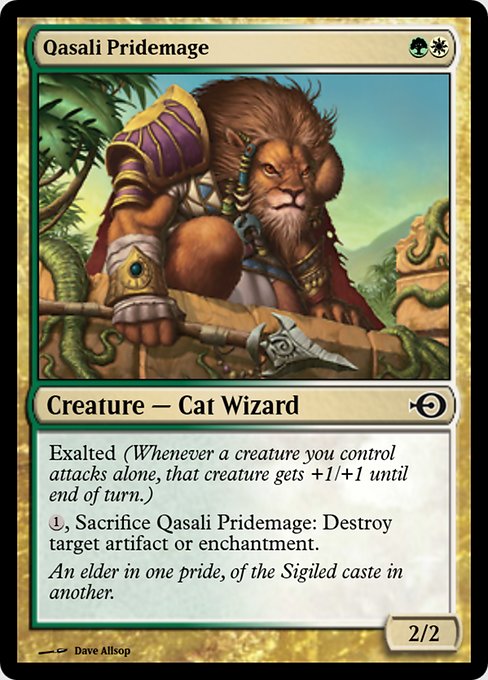 Qasali Pridemage
Creature — Cat Wizard
Exalted (Whenever a creature you control
attacks alone, that creature gets +1/+1 until
end of turn.)
1, Sacrifice Qasali Pridemage: Destroy
target artifact or enchantment.
An elder in one pride, of the Sigiled caste in
another.
2/2
Dave Allsop